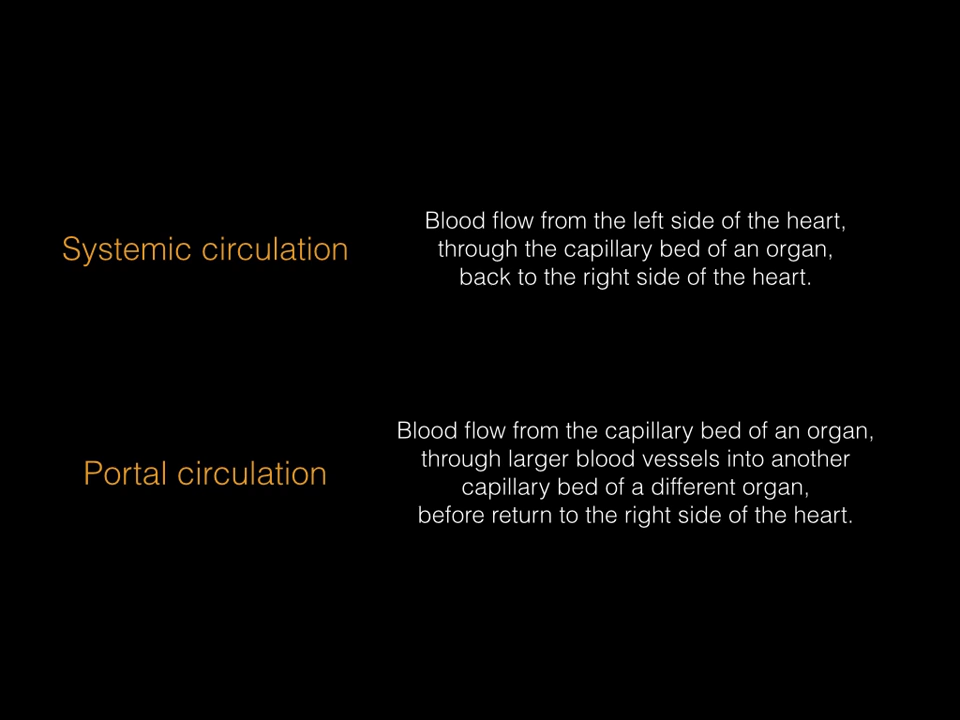 Systemic circulation
Blood flow from the left side of the heart,
through the capillary bed of an organ,
back to the right side of the heart.
Portal circulation
Blood flow from the capillary bed of an organ,
through larger blood vessels into another
capillary bed of a different organ,
before return to the right side of the heart.